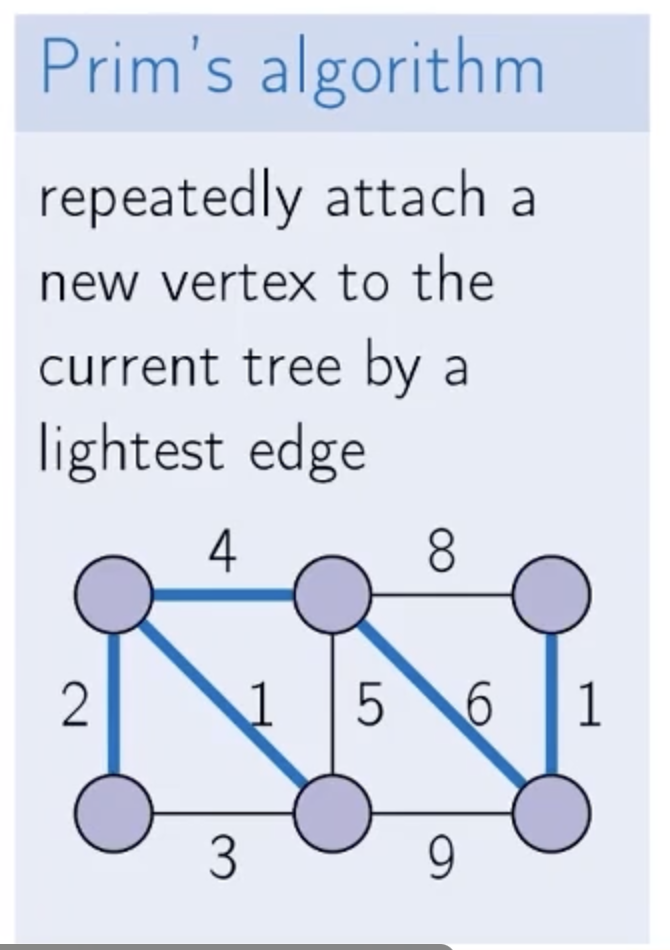 Prim's algorithm
repeatedly attach a
new vertex to the
current tree by a
lightest edge
4 8
2 1 5 6 1
3 9